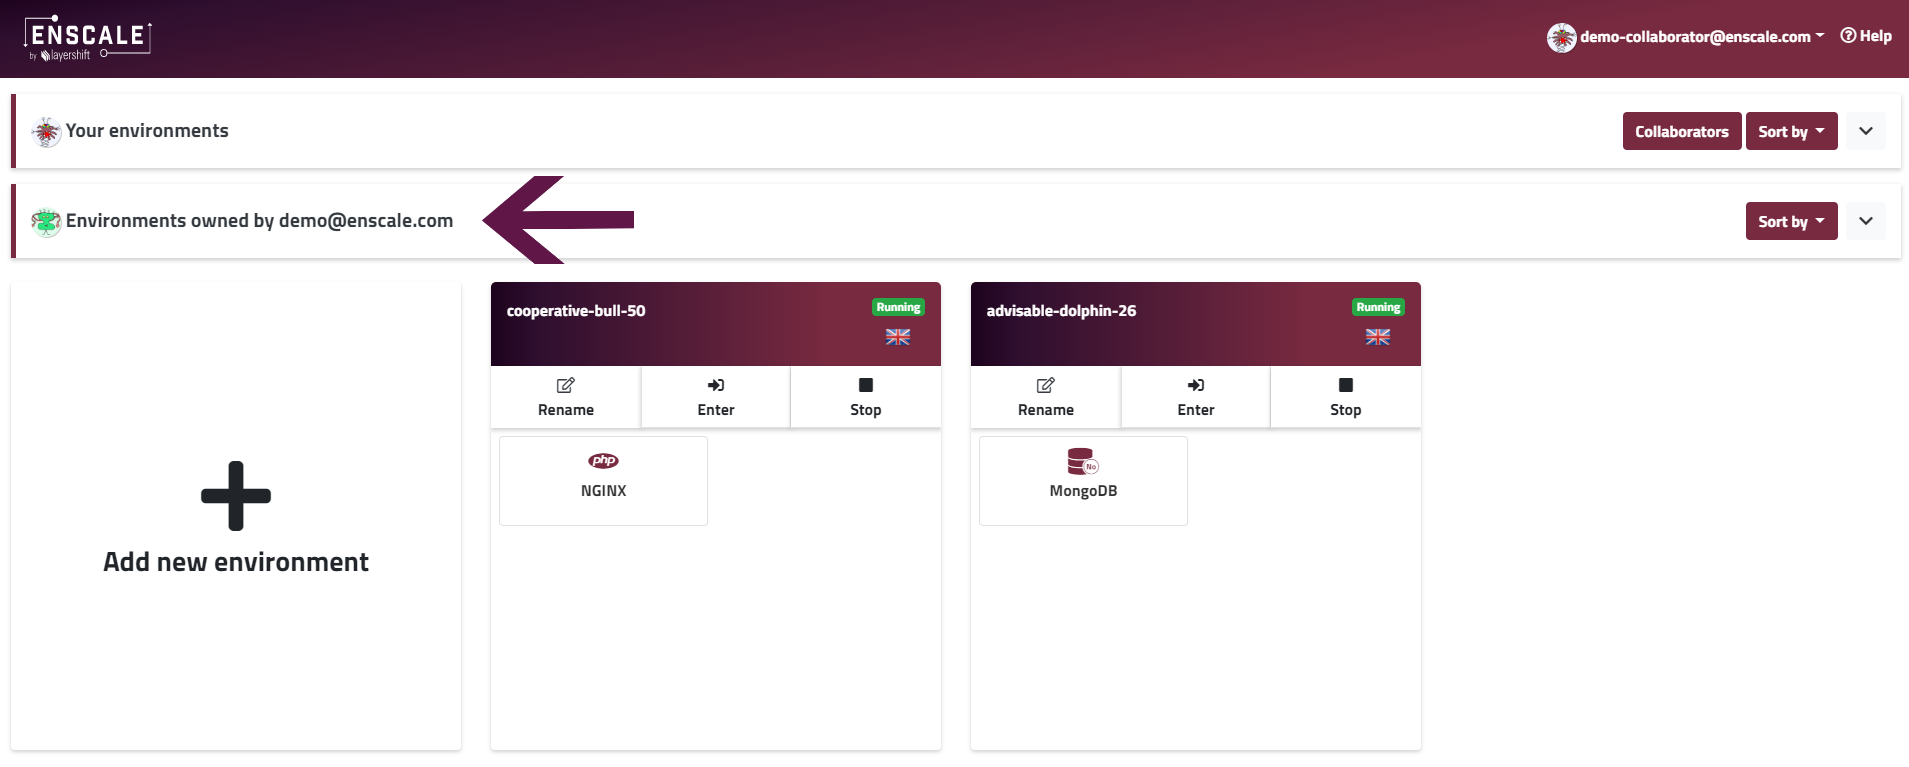 ENSCALE
by layershift
demo-collaborator@enscale.com
Help
Your environments
Collaborators
Sort by
Environments owned by demo@enscale.com
Sort by
Add new environment
cooperative-bull-50
Running
Rename
Enter
Stop
php
NGINX
advisable-dolphin-26
Running
Rename
Enter
Stop
No
MongoDB